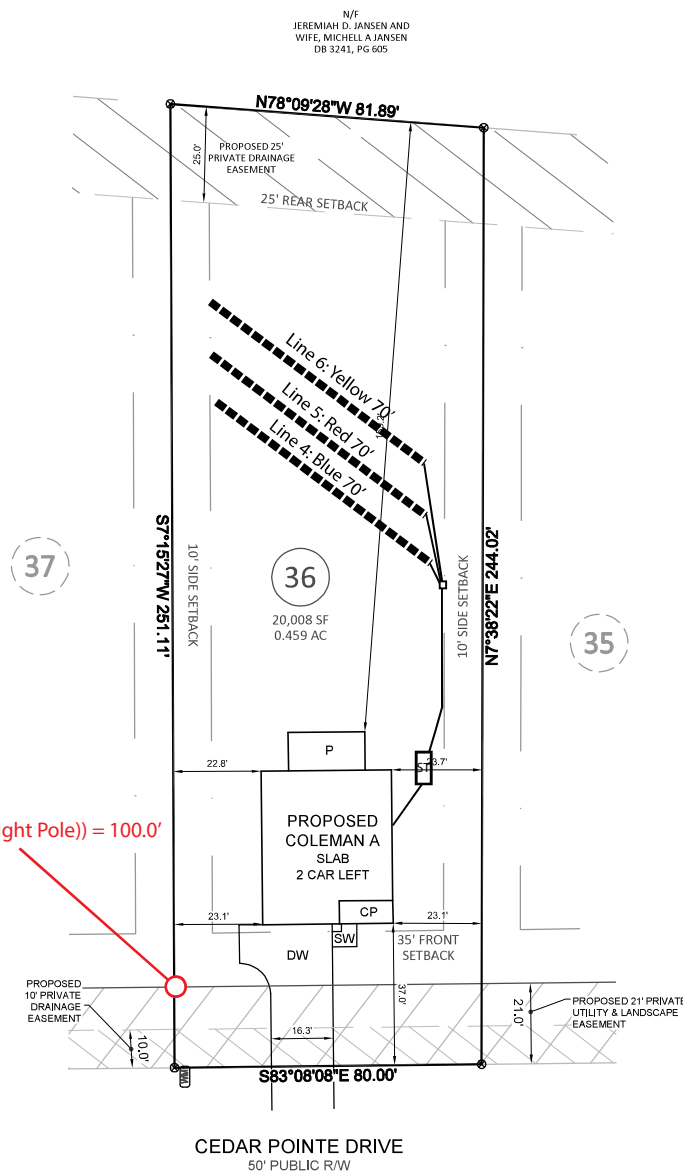 N/F
JEREMIAH D. JANSEN AND
WIFE, MICHELL A JANSEN
DB 3241, PG 605
N78°09'28"W 81.89'
25.0'
PROPOSED 25'
PRIVATE DRAINAGE
EASEMENT
25' REAR SETBACK
Line 6: Yellow 70'
Line 5: Red 70'
Line 4: Blue 70'
S7°15'27"W 251.11'
10' SIDE SETBACK
37
36
20,008 SF
0.459 AC
10' SIDE SETBACK
N7°38'22"E 244.02'
35
P
22.8'
ST
23.7'
PROPOSED
COLEMAN A
SLAB
2 CAR LEFT
ght Pole)) = 100.0'
CP
23.1'
23.1'
SW
DW
35' FRONT
SETBACK
37.0'
PROPOSED
10' PRIVATE
DRAINAGE
EASEMENT
10.0'
16.3'
21.0'
PROPOSED 21' PRIVATE
UTILITY & LANDSCAPE
EASEMENT
WM
S83°08'08"E 80.00'
CEDAR POINTE DRIVE
50' PUBLIC R/W